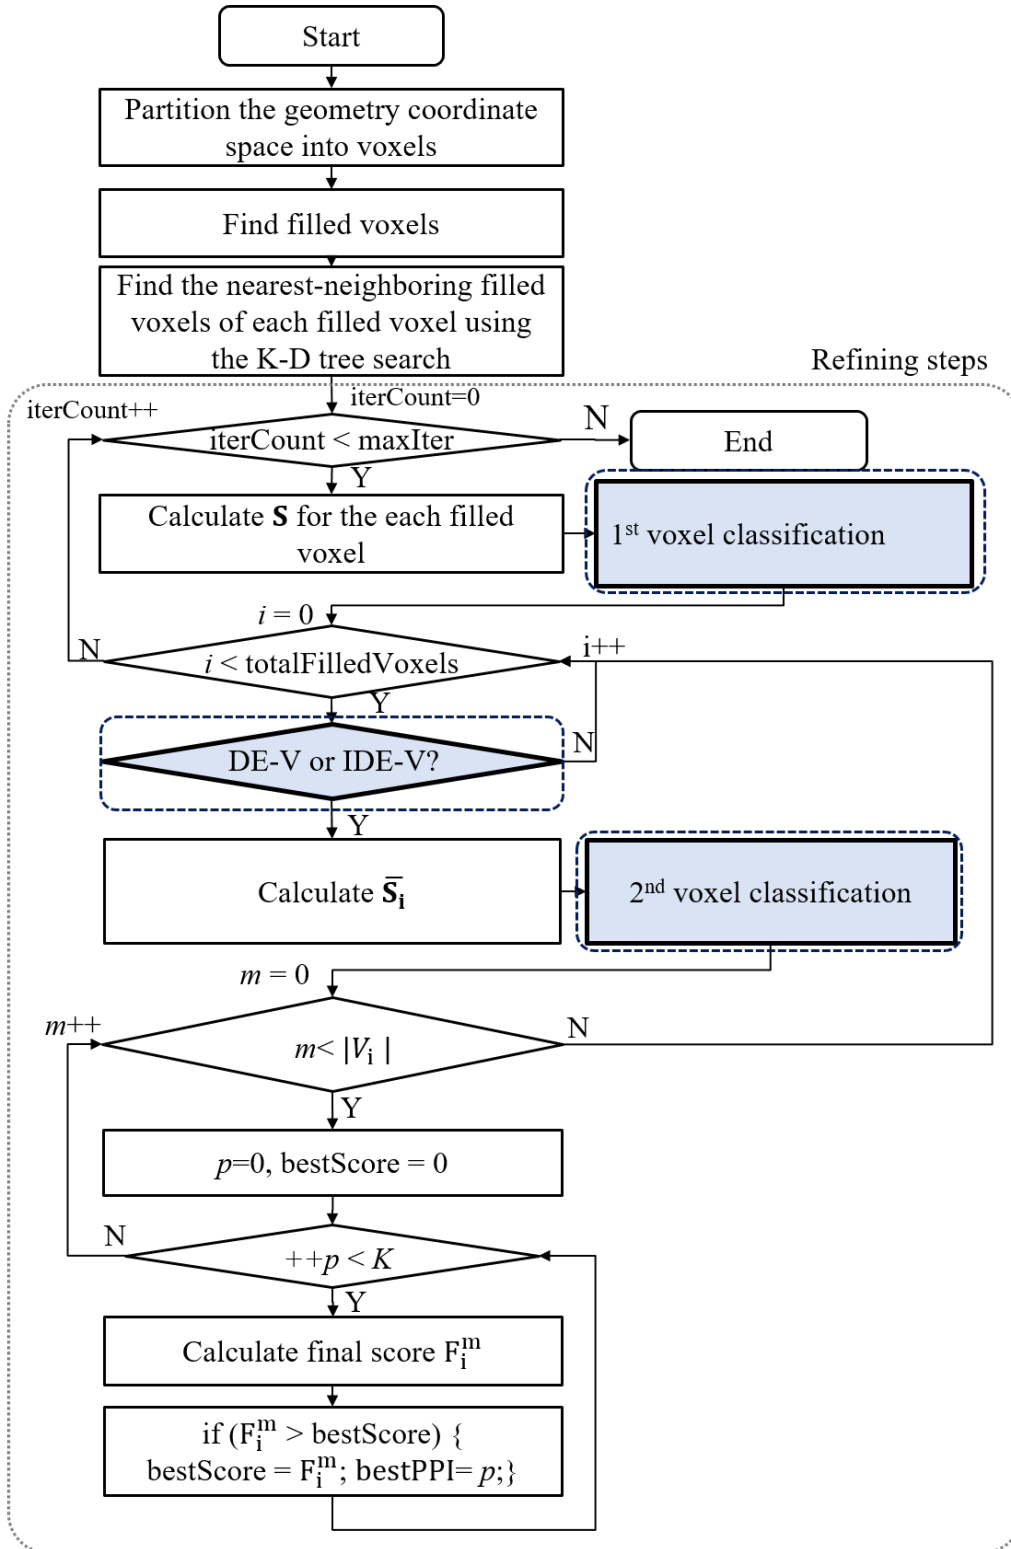 Start
Partition the geometry coordinate
space into voxels
Find filled voxels
Find the nearest-neighboring filled
voxels of each filled voxel using
the K-D tree search
Refining steps
iterCount=0
iterCount++
iterCount < maxIter
N
End
Y
Calculate S for the each filled
voxel
1st voxel classification
i = 0
N
i < totalFilledVoxels
i++
Y
DE-V or IDE-V?
N
Y
Calculate S̅ᵢ
2nd voxel classification
m = 0
m++
m< |Vᵢ |
N
Y
p=0, bestScore = 0
N
++p < K
Y
Calculate final score Fᵢᵐ
if (Fᵢᵐ > bestScore) {
bestScore = Fᵢᵐ; bestPPI= p;}